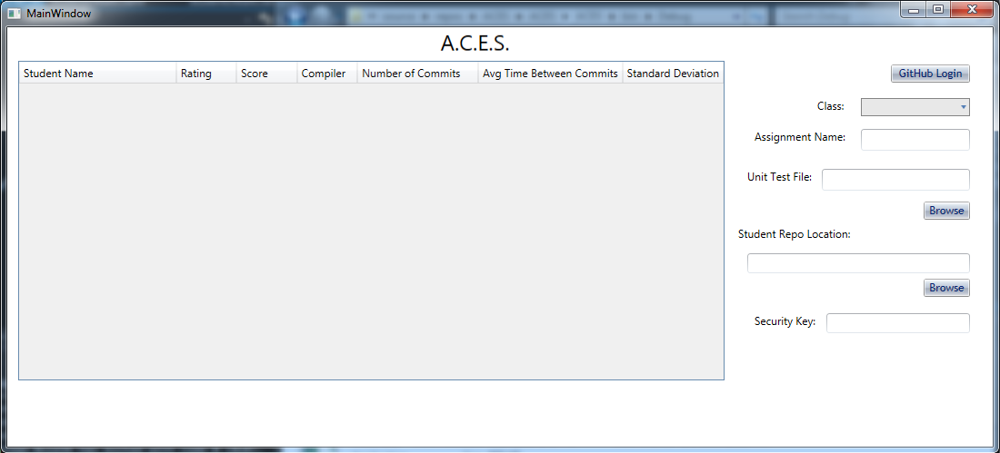 MainWindow
A.C.E.S.
Student Name Rating Score Compiler Number of Commits Avg Time Between Commits Standard Deviation
GitHub Login
Class:
Assignment Name:
Unit Test File:
Browse
Student Repo Location:
Browse
Security Key: